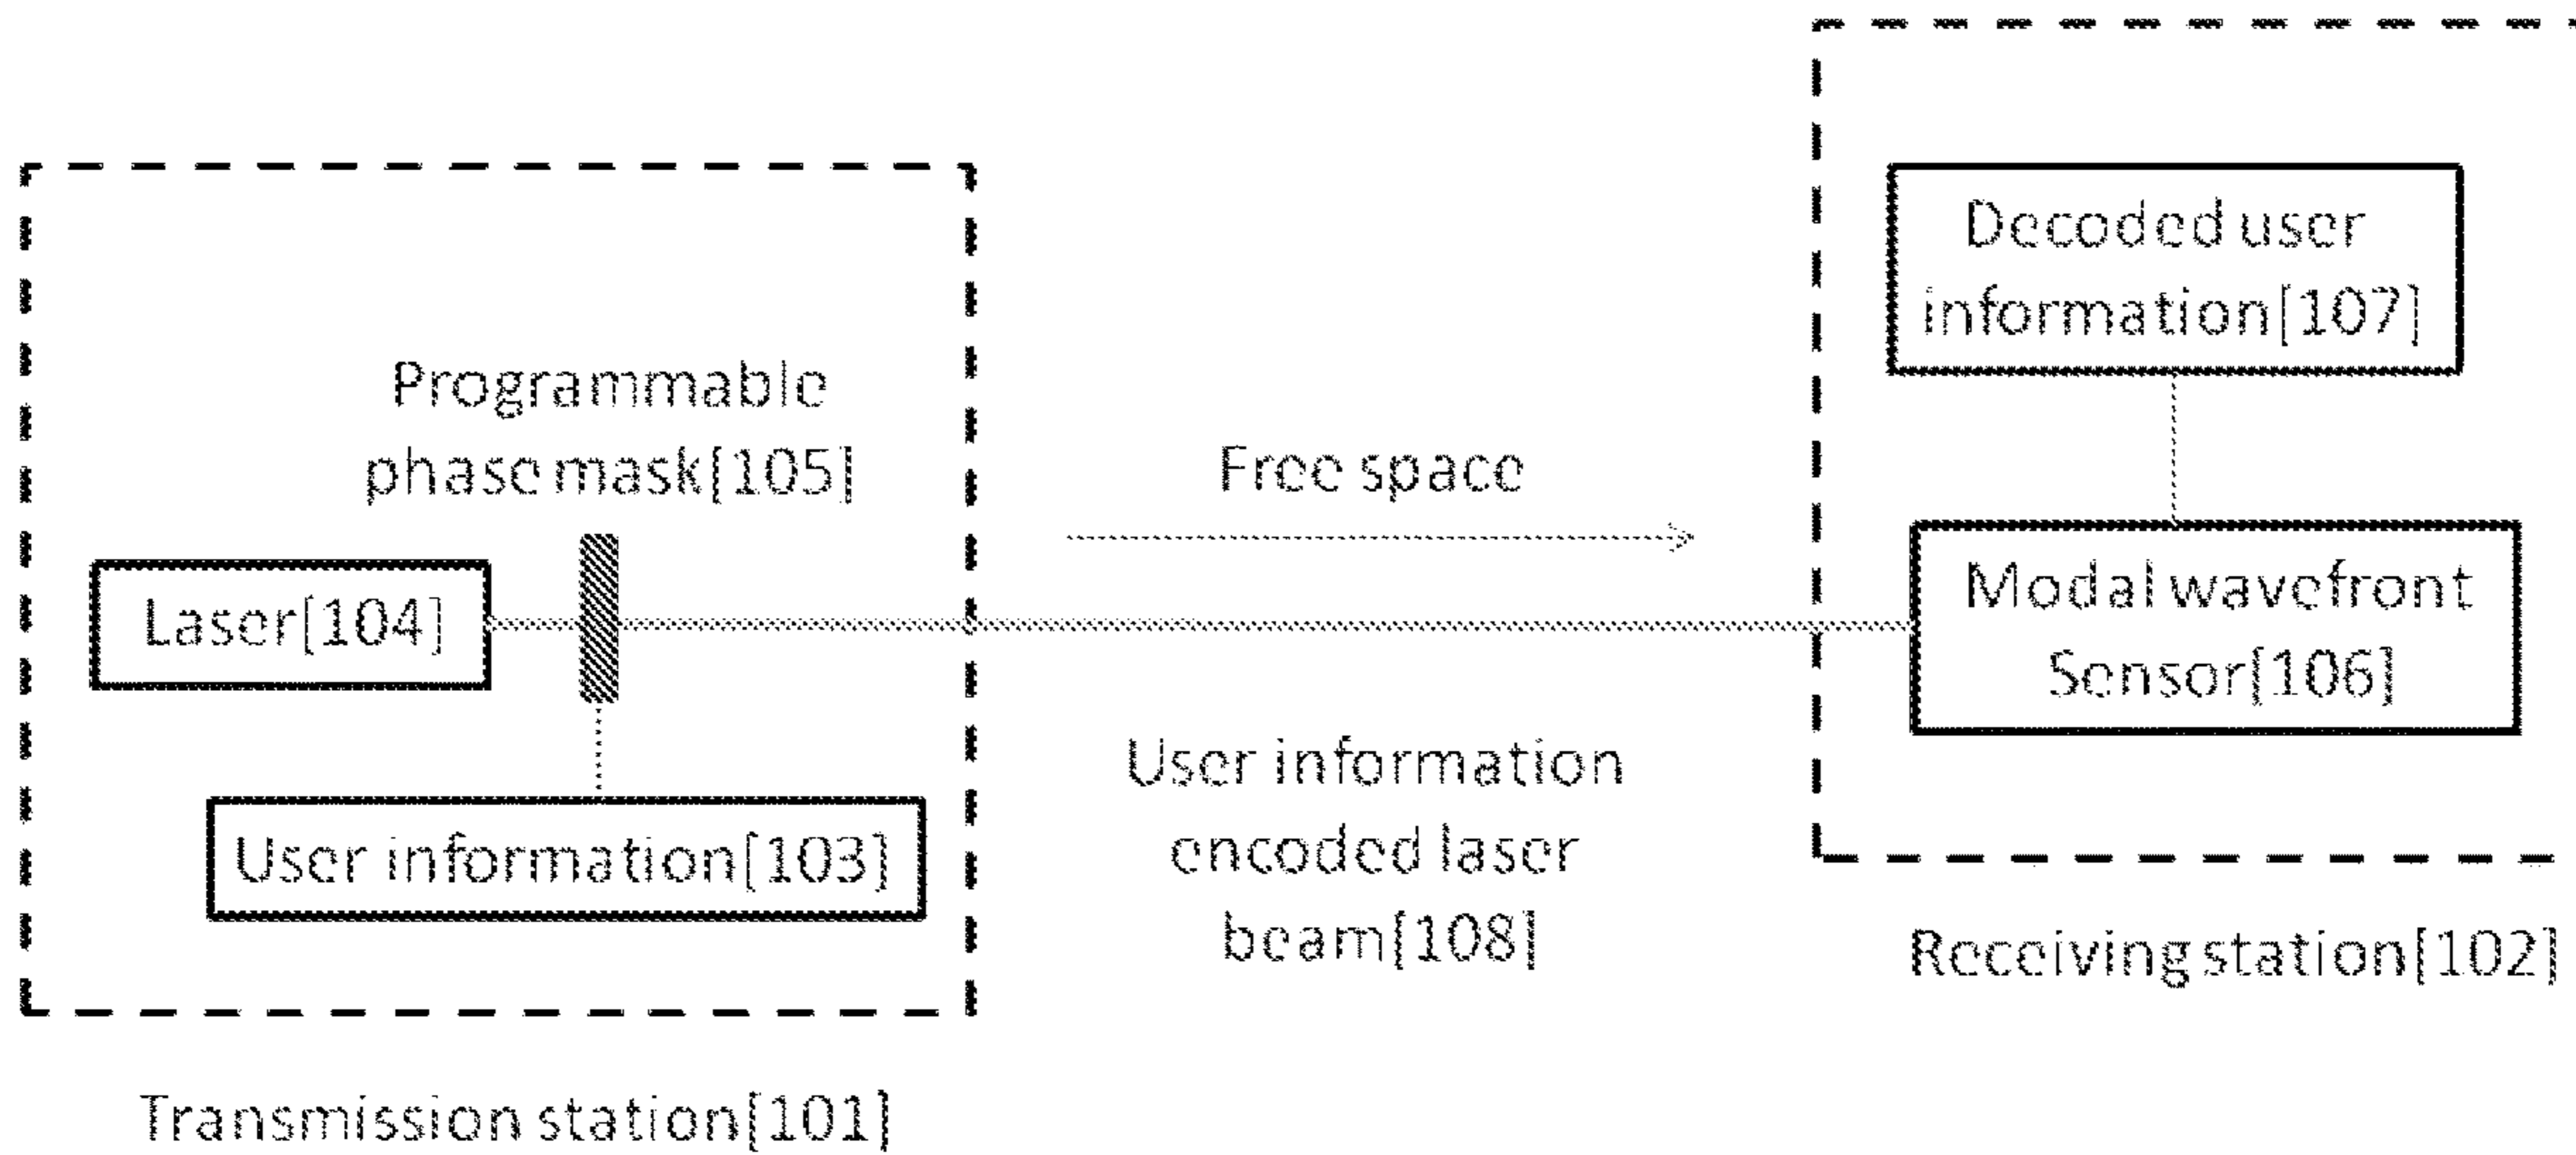 Programmable
phase mask[105]
Laser[104]
User information[103]
Transmission station[101]
Free space
User information
encoded laser
beam[108]
Decoded user
information[107]
Modal wavefront
Sensor[106]
Receiving station[102]